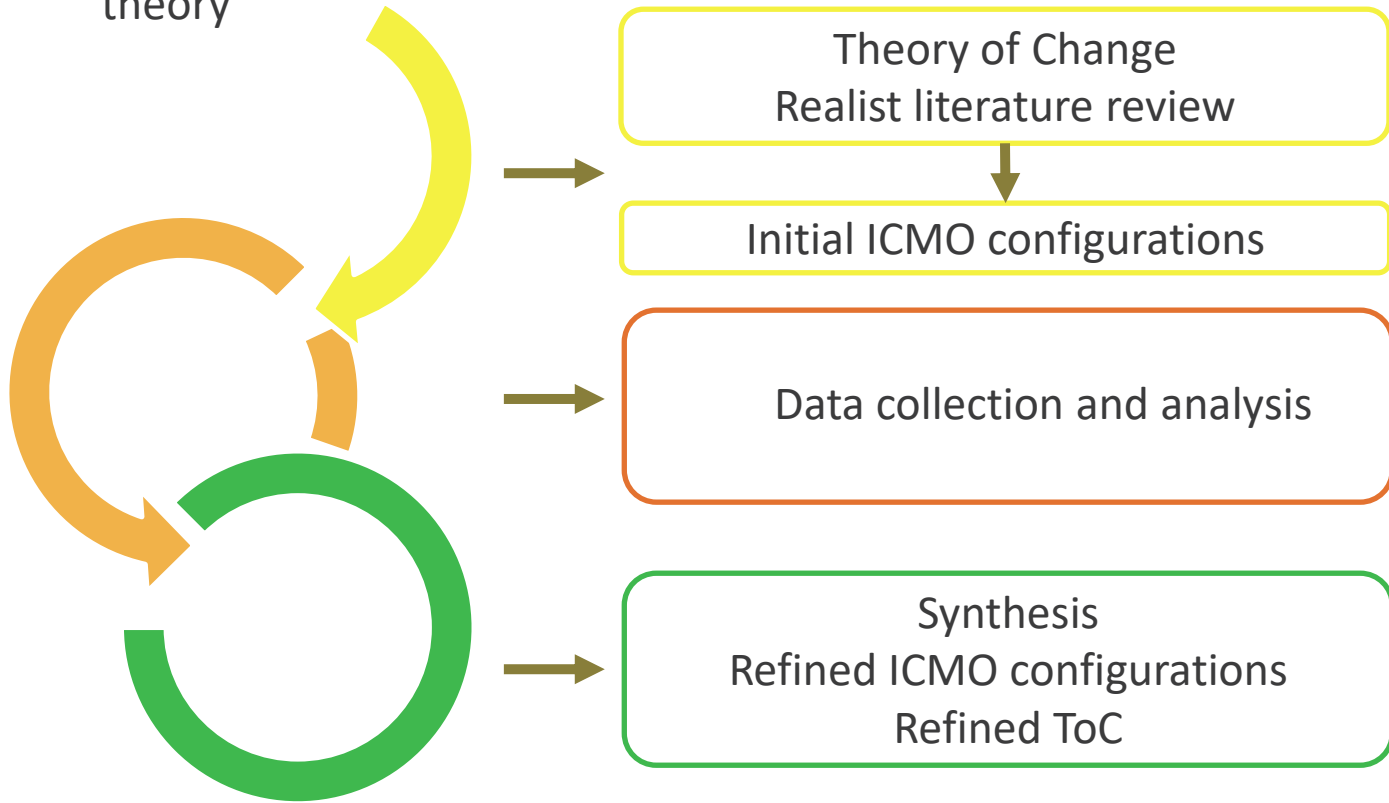 theory
Theory of Change
Realist literature review
Initial ICMO configurations
Data collection and analysis
Synthesis
Refined ICMO configurations
Refined ToC